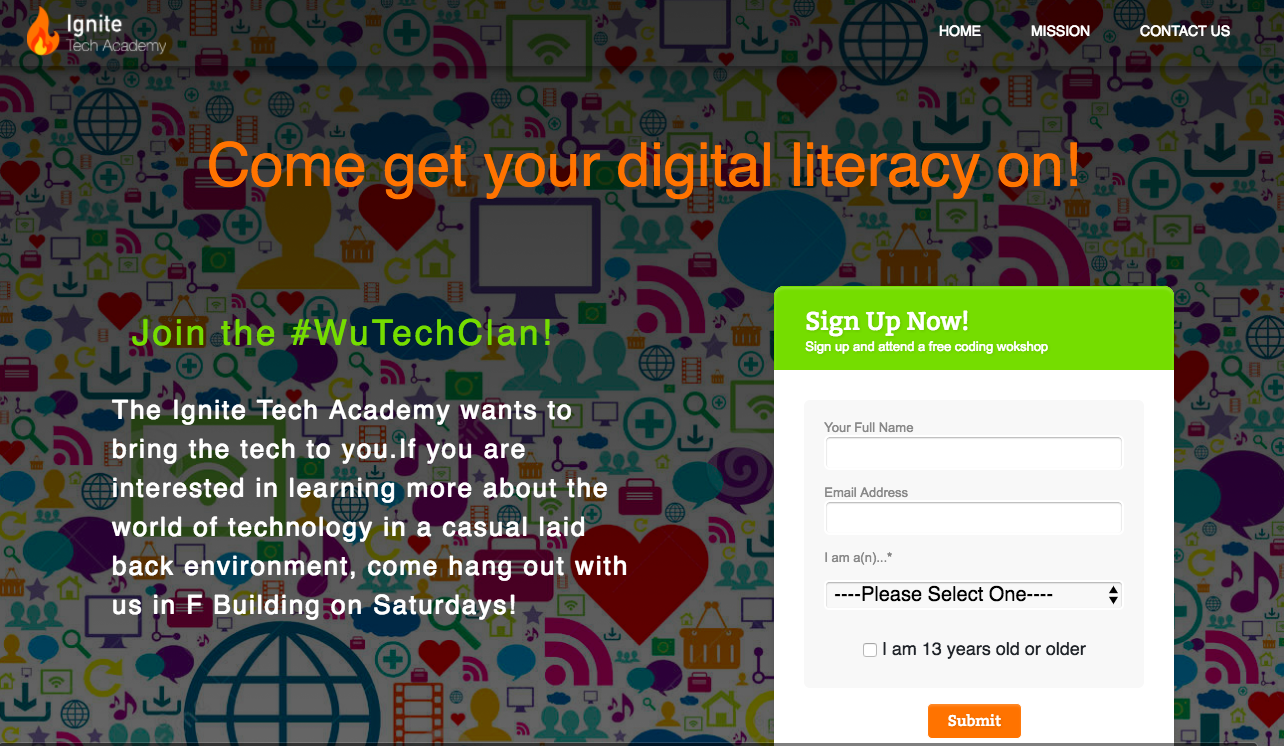 Ignite
Tech Academy
HOME
MISSION
CONTACT US
Come get your digital literacy on!
Join the #WuTechClan!
The Ignite Tech Academy wants to
bring the tech to you.If you are
interested in learning more about the
world of technology in a casual laid
back environment, come hang out with
us in F Building on Saturdays!
Sign Up Now!
Sign up and attend a free coding wokshop
Your Full Name
Email Address
I am a(n)...*
----Please Select One----
I am 13 years old or older
Submit